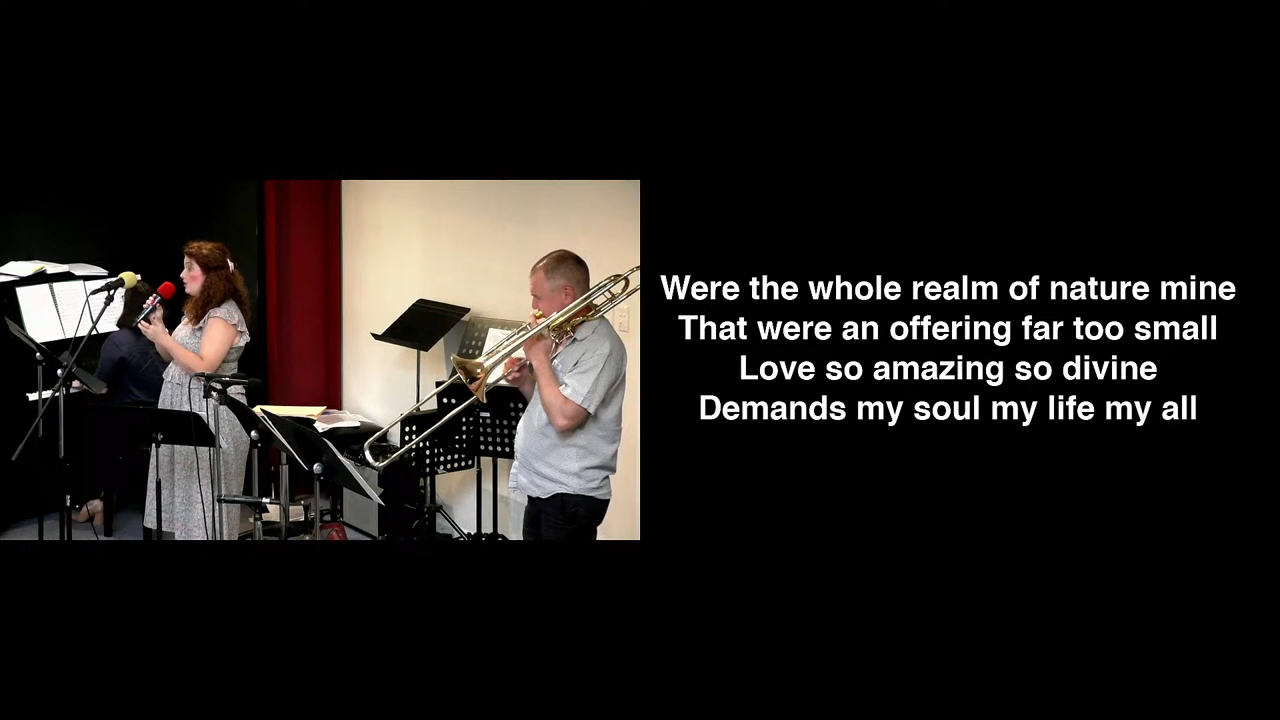 Were the whole realm of nature mine
That were an offering far too small
Love so amazing so divine
Demands my soul my life my all